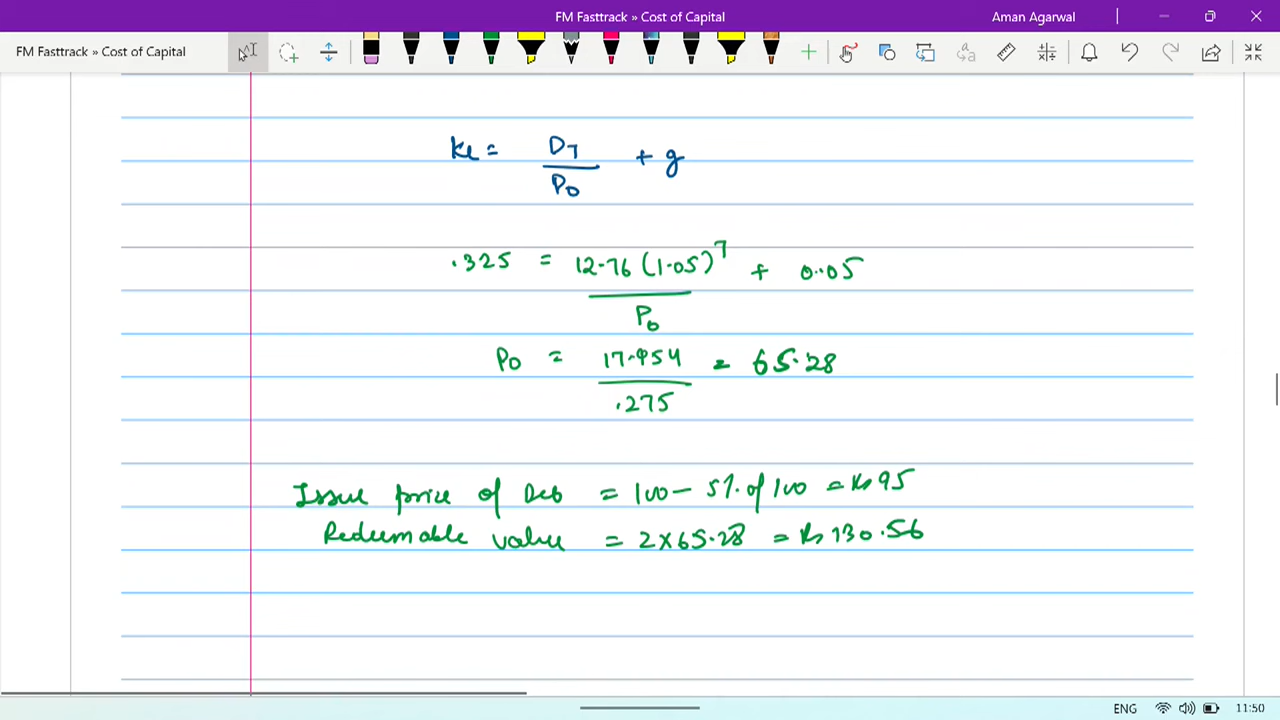 FM Fasttrack » Cost of Capital
Aman Agarwal
FM Fasttrack » Cost of Capital
ke = D7 / P0 + g
.325 = 12.76 (1.05)^7 / P0 + 0.05
P0 = 17.954 / .275 = 65.28
Issue price of Deb = 100 - 5% of 100 = Rs 95
Redeemable value = 2x65.28 = Rs 130.56
ENG 11:50